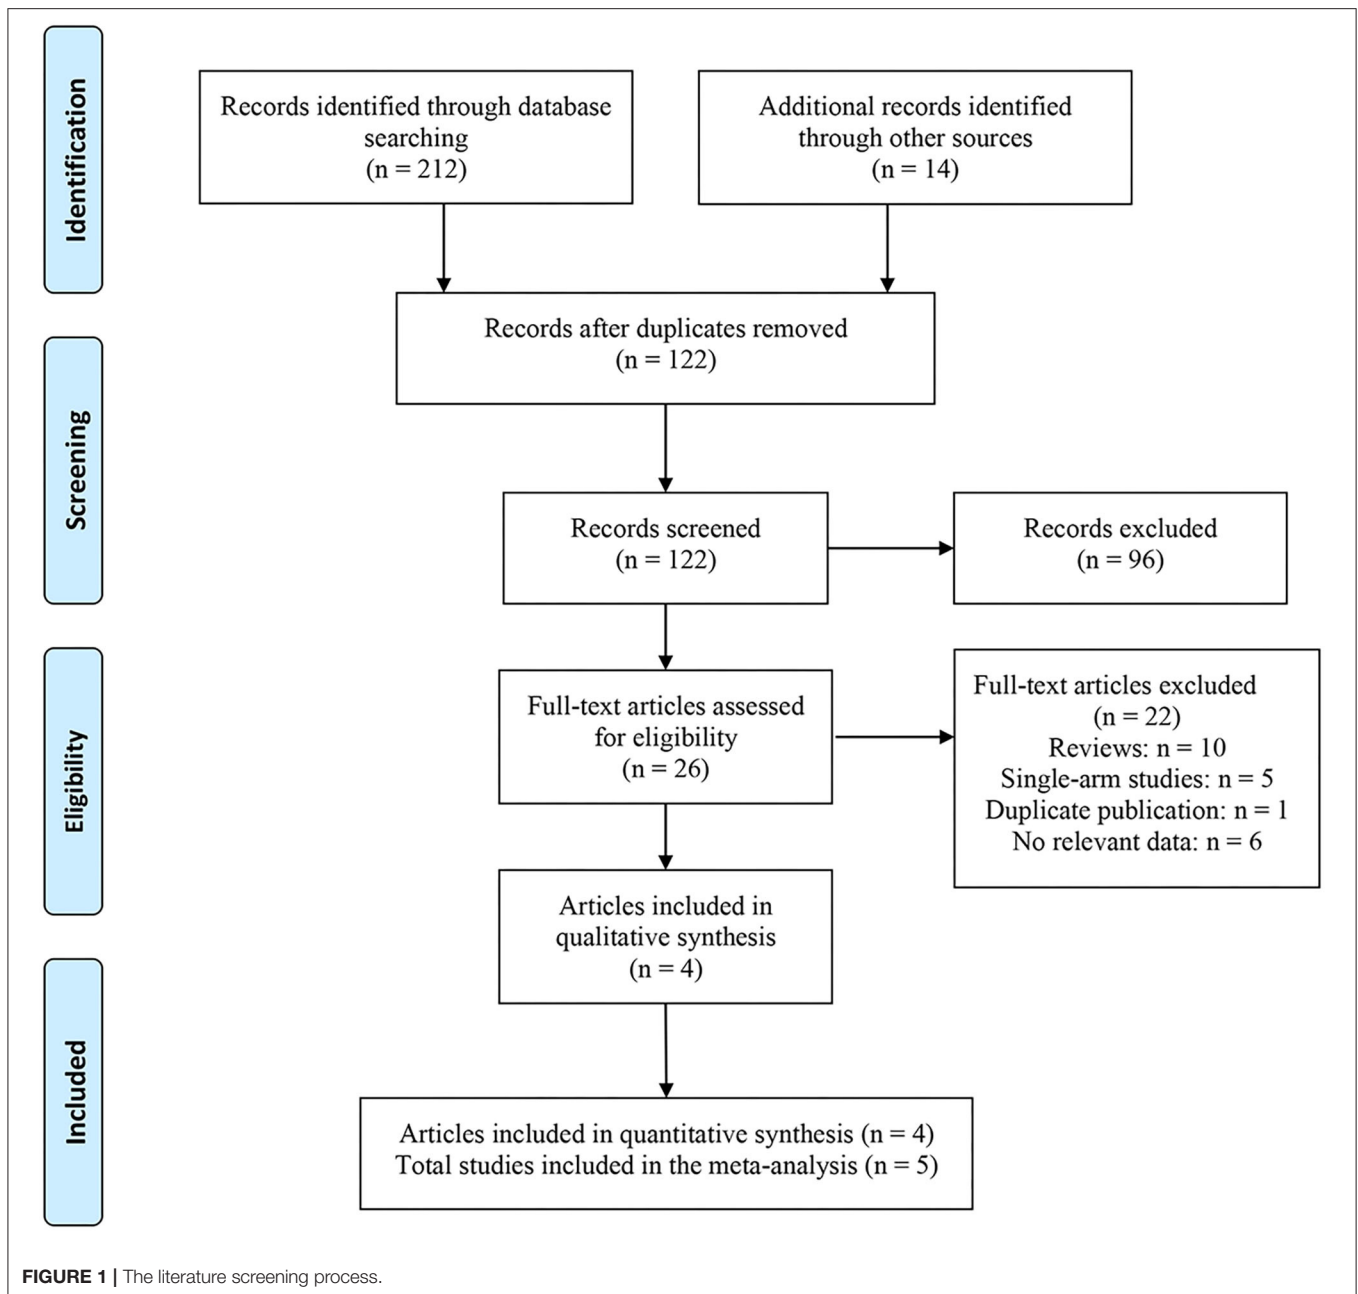 Identification
Records identified through database
searching
(n = 212)
Additional records identified
through other sources
(n = 14)
Records after duplicates removed
(n = 122)
Screening
Records screened
(n = 122)
Records excluded
(n = 96)
Eligibility
Full-text articles assessed
for eligibility
(n = 26)
Full-text articles excluded
(n = 22)
Reviews: n = 10
Single-arm studies: n = 5
Duplicate publication: n = 1
No relevant data: n = 6
Articles included in
qualitative synthesis
(n = 4)
Included
Articles included in quantitative synthesis (n = 4)
Total studies included in the meta-analysis (n = 5)
FIGURE 1 | The literature screening process.